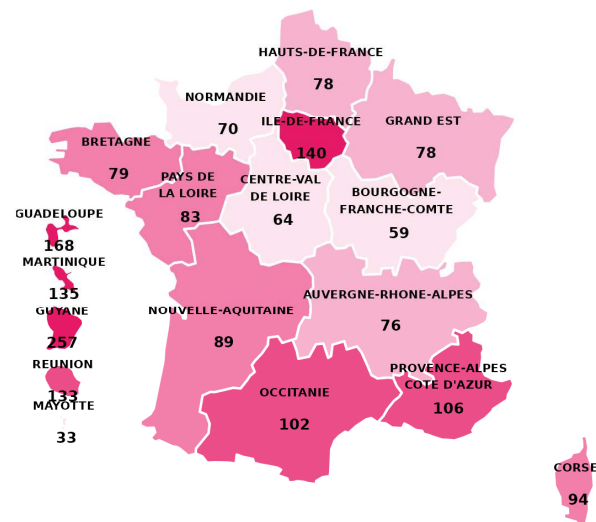 HAUTS-DE-FRANCE
78
NORMANDIE
70
ILE-DE-FRANCE
140
GRAND EST
78
BRETAGNE
79
PAYS DE
LA LOIRE
83
CENTRE-VAL
DE LOIRE
64
BOURGOGNE-
FRANCHE-COMTE
59
GUADELOUPE
168
MARTINIQUE
135
GUYANE
257
REUNION
133
MAYOTTE
33
NOUVELLE-AQUITAINE
89
AUVERGNE-RHONE-ALPES
76
OCCITANIE
102
PROVENCE-ALPES
COTE D'AZUR
106
CORSE
94